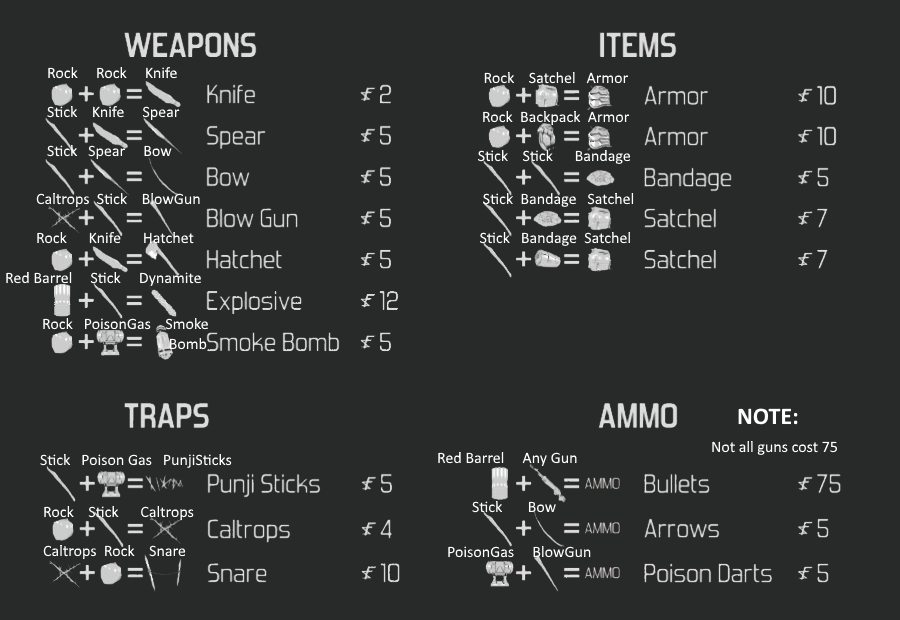 WEAPONS
Rock Rock Knife
+ = Knife £ 2
Stick Knife Spear
+ = Spear £ 5
Stick Spear Bow
+ = Bow £ 5
Caltrops Stick BlowGun
+ = Blow Gun £ 5
Rock Knife Hatchet
+ = Hatchet £ 5
Red Barrel Stick Dynamite
+ = Explosive £ 12
Rock PoisonGas Smoke
Bomb
+ = Smoke Bomb £ 5
ITEMS
Rock Satchel Armor
+ = Armor £ 10
Rock Backpack Armor
+ = Armor £ 10
Stick Stick Bandage
+ = Bandage £ 5
Stick Bandage Satchel
+ = Satchel £ 7
Stick Bandage Satchel
+ = Satchel £ 7
TRAPS
Stick Poison Gas PunjiSticks
+ = Punji Sticks £ 5
Rock Stick Caltrops
+ = Caltrops £ 4
Caltrops Rock Snare
+ = Snare £ 10
AMMO
NOTE:
Not all guns cost 75
Red Barrel Any Gun
+ = AMMO Bullets £ 75
Stick Bow
+ = AMMO Arrows £ 5
PoisonGas BlowGun
+ = AMMO Poison Darts £ 5